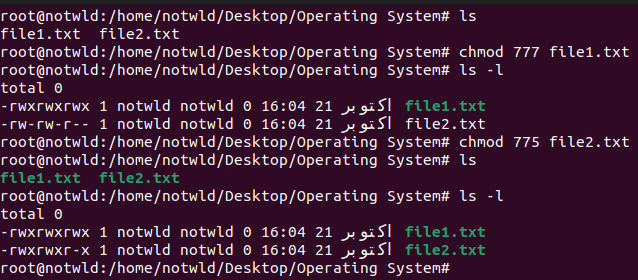 root@notwld:/home/notwld/Desktop/Operating System# ls
file1.txt  file2.txt
root@notwld:/home/notwld/Desktop/Operating System# chmod 777 file1.txt
root@notwld:/home/notwld/Desktop/Operating System# ls -l
total 0
-rwxrwxrwx 1 notwld notwld 0 16:04 21 اکتوبر file1.txt
-rw-rw-r-- 1 notwld notwld 0 16:04 21 اکتوبر file2.txt
root@notwld:/home/notwld/Desktop/Operating System# chmod 775 file2.txt
root@notwld:/home/notwld/Desktop/Operating System# ls
file1.txt  file2.txt
root@notwld:/home/notwld/Desktop/Operating System# ls -l
total 0
-rwxrwxrwx 1 notwld notwld 0 16:04 21 اکتوبر file1.txt
-rwxrwxr-x 1 notwld notwld 0 16:04 21 اکتوبر file2.txt
root@notwld:/home/notwld/Desktop/Operating System#